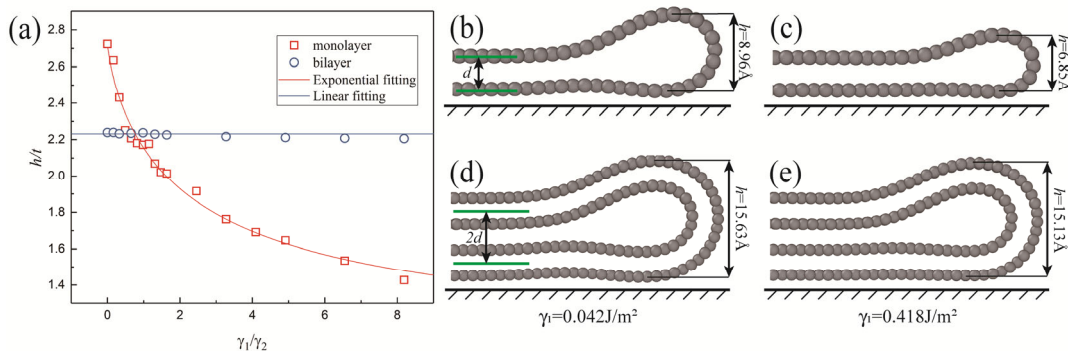 (a)
2.8
2.6
2.4
2.2
2.0
1.8
1.6
1.4
h/t
0
2
4
6
8
γ₁/γ₂
monolayer
bilayer
Exponential fitting
Linear fitting
(b)
d
h=8.96Å
(c)
h=6.85Å
(d)
2d
h=15.63Å
(e)
h=15.13Å
γ₁=0.042J/m²
γ₁=0.418J/m²